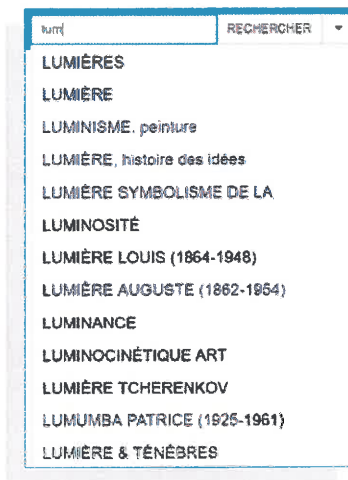 lum
RECHERCHER
LUMIÈRES
LUMIÈRE
LUMINISME, peinture
LUMIÈRE, histoire des idées
LUMIÈRE SYMBOLISME DE LA
LUMINOSITÉ
LUMIÈRE LOUIS (1864-1948)
LUMIÈRE AUGUSTE (1862-1954)
LUMINANCE
LUMINOCINÉTIQUE ART
LUMIÈRE TCHERENKOV
LUMUMBA PATRICE (1925-1961)
LUMIÈRE & TÉNÈBRES